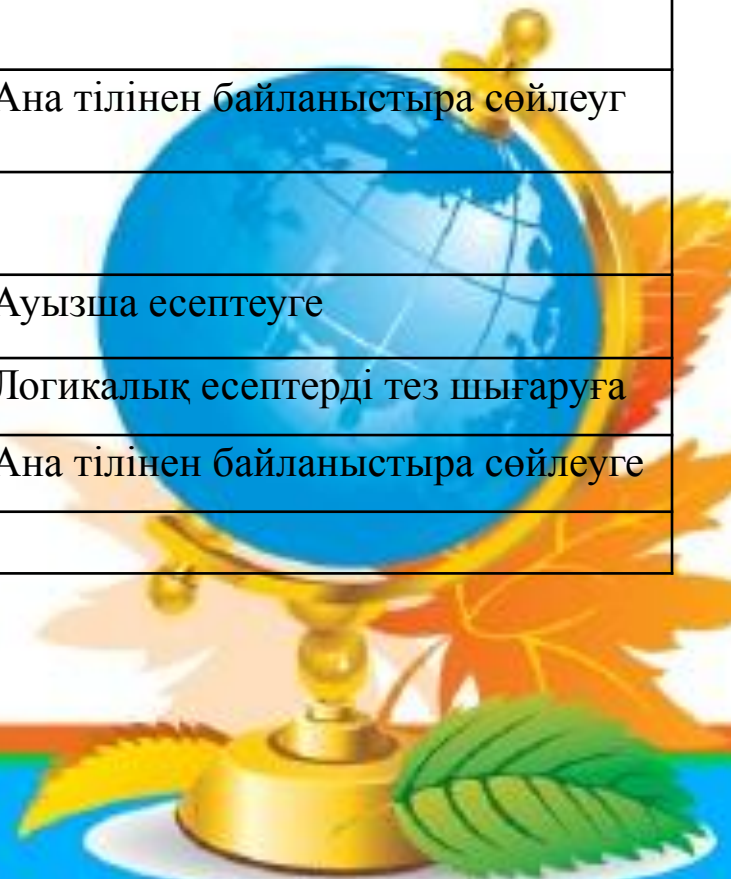 Ана тілінен байланыстыра сөйлеуг
Ауызша есептеуге
Логикалық есептерді тез шығаруға
Ана тілінен байланыстыра сөйлеуге